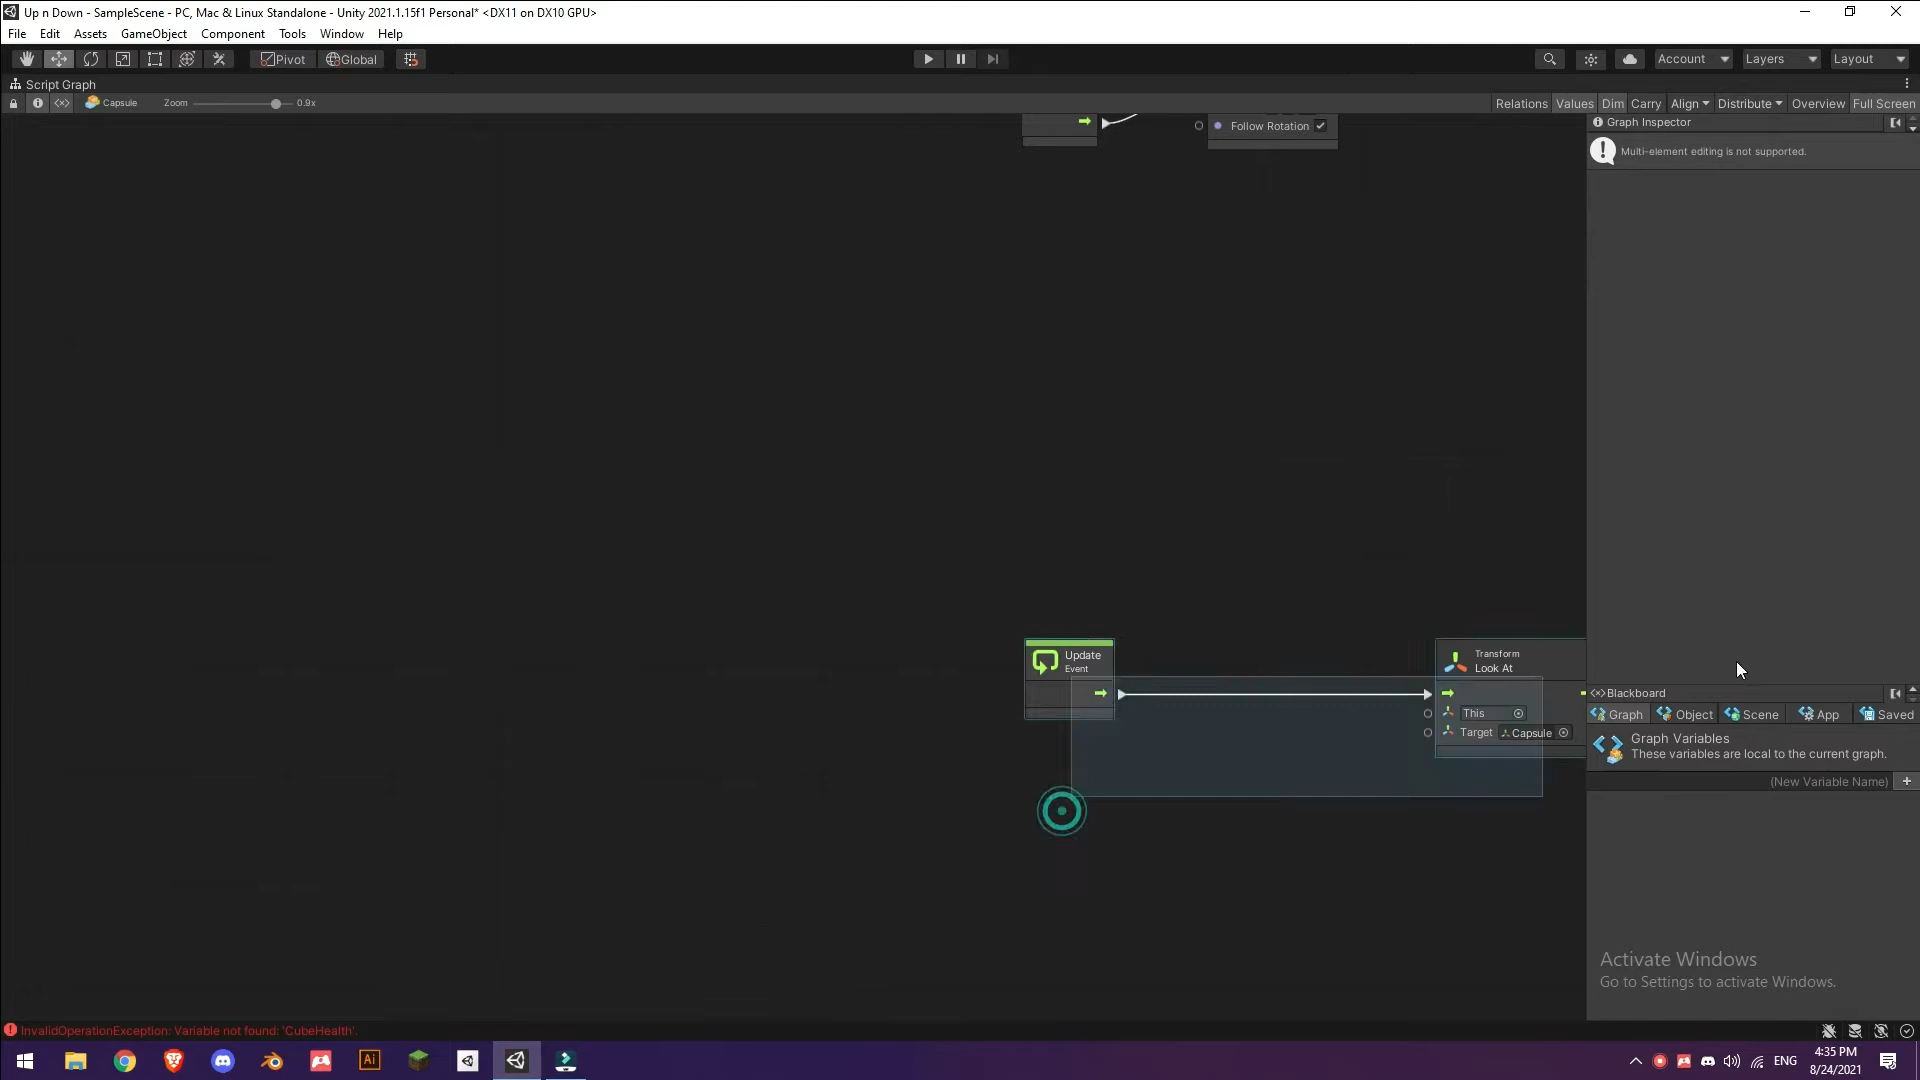 Up n Down - SampleScene - PC, Mac & Linux Standalone - Unity 2021.1.15f1 Personal* <DX11 on DX10 GPU>
File Edit Assets GameObject Component Tools Window Help
Pivot Global Account Layers Layout
Script Graph
Capsule Zoom 0.9x Relations Values Dim Carry Align Distribute Overview Full Screen
Follow Rotation
Graph Inspector
Multi-element editing is not supported.
Update
Event
Transform
Look At
This
Target Capsule
Blackboard
Graph Object Scene App Saved
Graph Variables
These variables are local to the current graph.
(New Variable Name)
Activate Windows
Go to Settings to activate Windows.
InvalidOperationException: Variable not found: 'CubeHealth'.
Ai
ENG
4:35 PM
8/24/2021